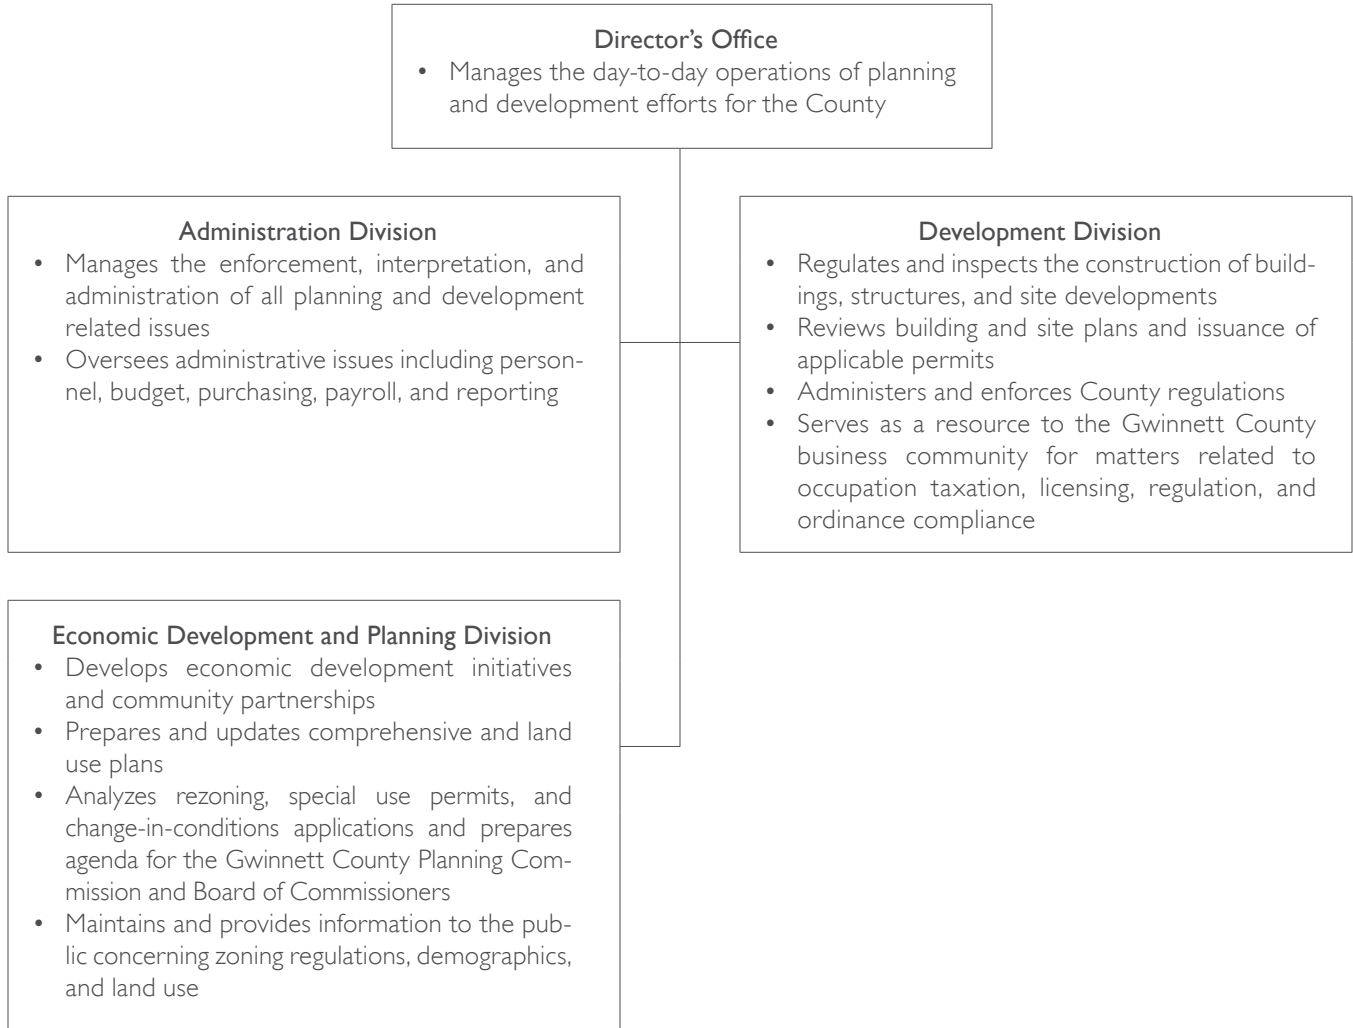 Director’s Office
• Manages the day-to-day operations of planning
and development efforts for the County
Administration Division
• Manages the enforcement, interpretation, and
administration of all planning and development
related issues
• Oversees administrative issues including person-
nel, budget, purchasing, payroll, and reporting
Development Division
• Regulates and inspects the construction of build-
ings, structures, and site developments
• Reviews building and site plans and issuance of
applicable permits
• Administers and enforces County regulations
• Serves as a resource to the Gwinnett County
business community for matters related to
occupation taxation, licensing, regulation, and
ordinance compliance
Economic Development and Planning Division
• Develops economic development initiatives
and community partnerships
• Prepares and updates comprehensive and land
use plans
• Analyzes rezoning, special use permits, and
change-in-conditions applications and prepares
agenda for the Gwinnett County Planning Com-
mission and Board of Commissioners
• Maintains and provides information to the pub-
lic concerning zoning regulations, demographics,
and land use